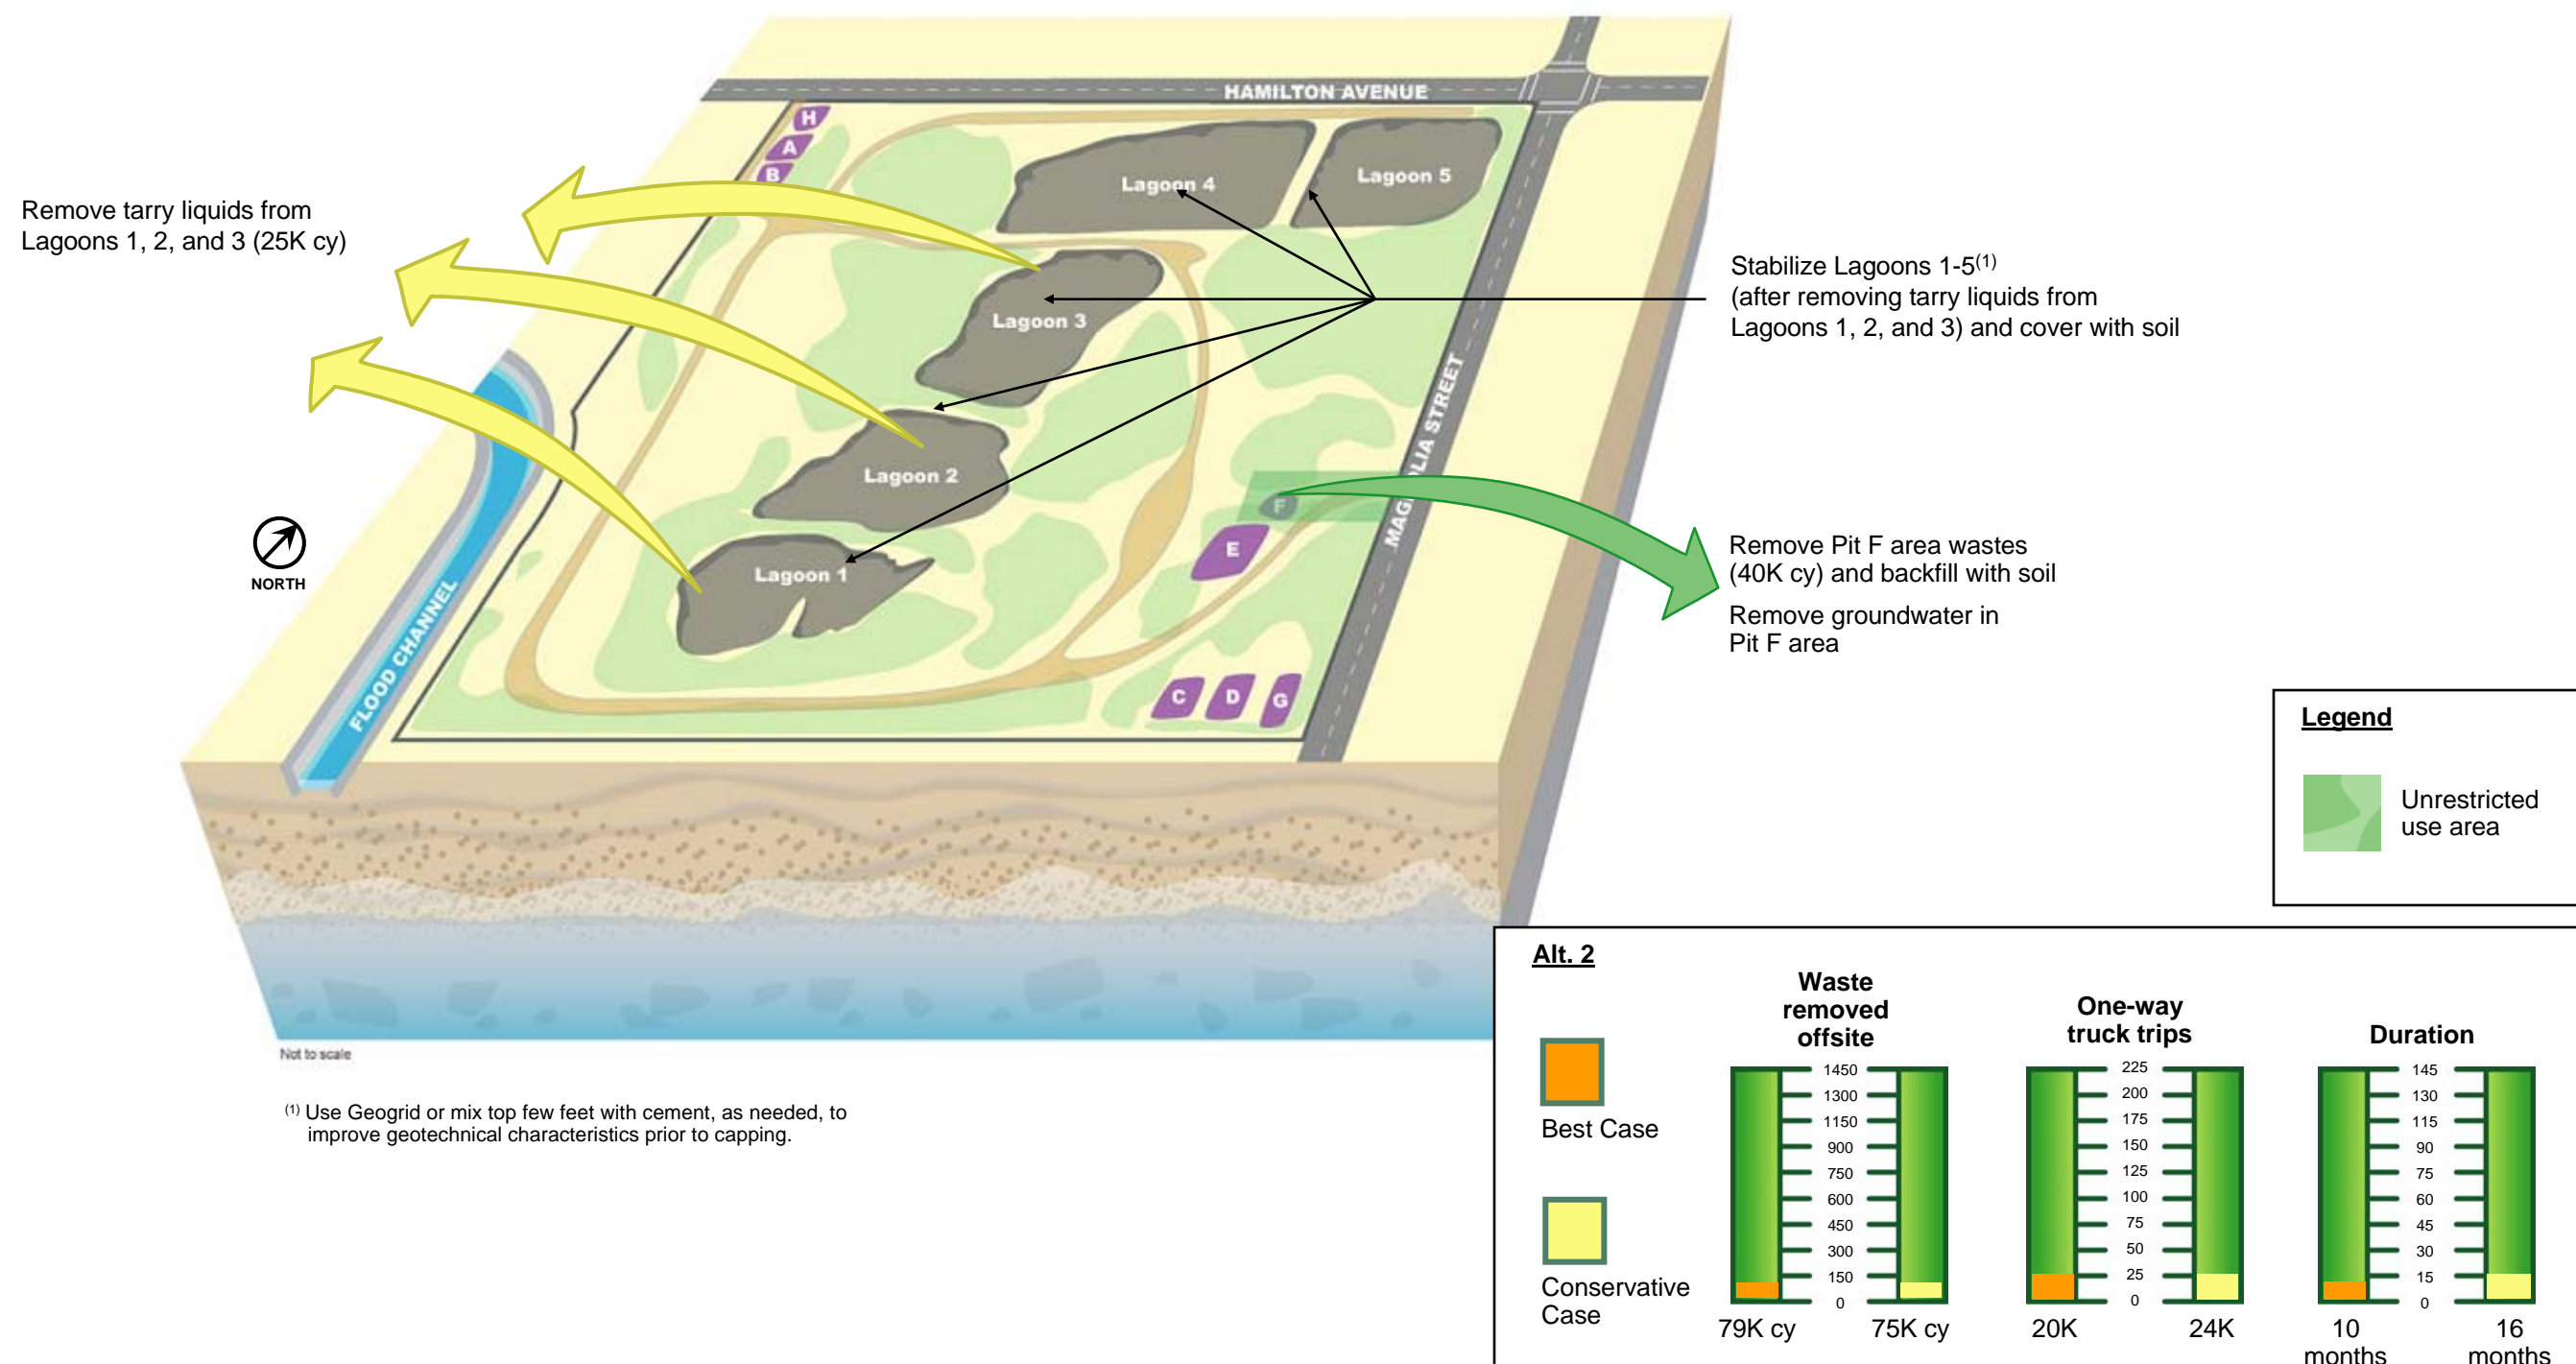 HAMILTON AVENUE
H
A
B
Lagoon 4
Lagoon 5
Remove tarry liquids from
Lagoons 1, 2, and 3 (25K cy)
Lagoon 3
Stabilize Lagoons 1-5(1)
(after removing tarry liquids from
Lagoons 1, 2, and 3) and cover with soil
Lagoon 2
F
E
Lagoon 1
NORTH
FLOOD CHANNEL
STREET
Remove Pit F area wastes
(40K cy) and backfill with soil
Remove groundwater in
Pit F area
C D G
Legend
Unrestricted
use area
Not to scale
(1) Use Geogrid or mix top few feet with cement, as needed, to
improve geotechnical characteristics prior to capping.
Alt. 2
Best Case
Conservative
Case
Waste
removed
offsite
1450
1300
1150
900
750
600
450
300
150
0
79K cy 75K cy
One-way
truck trips
225
200
175
150
125
100
75
50
25
0
20K 24K
Duration
145
130
115
90
75
60
45
30
15
0
10 16
months months